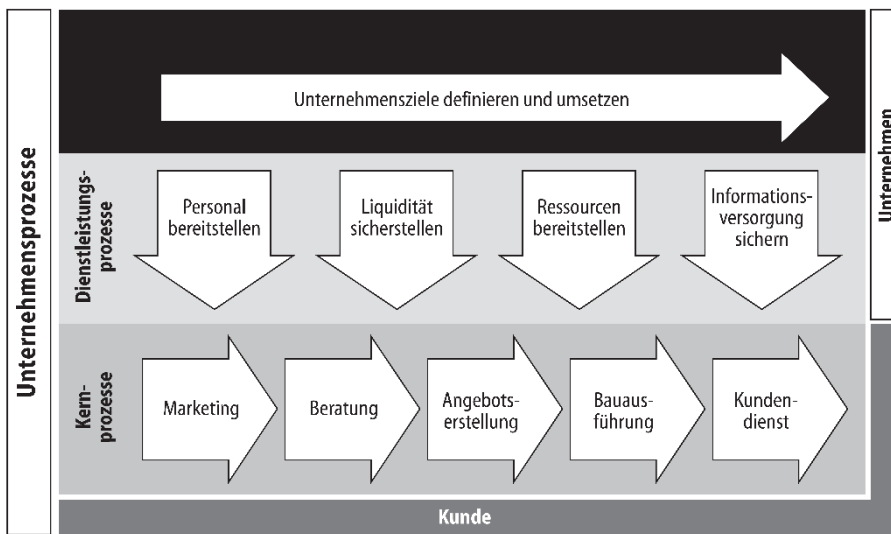 Unternehmensprozesse
Unternehmensziele definieren und umsetzen
Unternehmen
Dienstleistungs-
prozesse
Personal
bereitstellen
Liquidität
sicherstellen
Ressourcen
bereitstellen
Informations-
versorgung
sichern
Kern-
prozesse
Marketing
Beratung
Angebots-
erstellung
Bauaus-
führung
Kunden-
dienst
Kunde